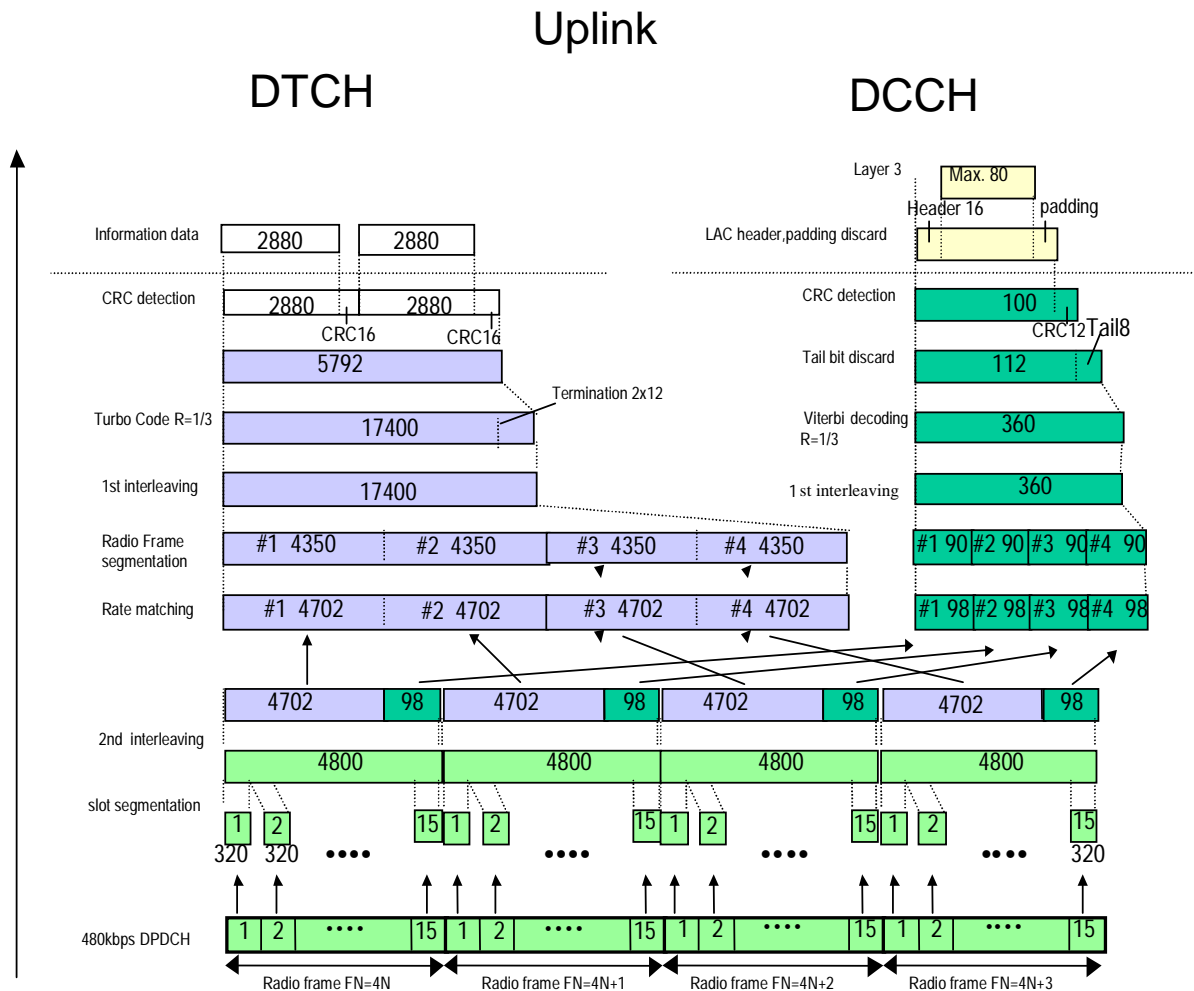 Uplink
DTCH DCCH
Layer 3 Max. 80
Header 16 padding
Information data 2880 2880 LAC header,padding discard
CRC detection 2880 2880 CRC detection 100
CRC16 CRC16 CRC12 Tail8
5792 Tail bit discard 112
Termination 2x12
Turbo Code R=1/3 17400 Viterbi decoding 360
R=1/3
1st interleaving 17400 1st interleaving 360
Radio Frame #1 4350 #2 4350 #3 4350 #4 4350 #1 90 #2 90 #3 90 #4 90
segmentation
Rate matching #1 4702 #2 4702 #3 4702 #4 4702 #1 98 #2 98 #3 98 #4 98
4702 98 4702 98 4702 98 4702 98
2nd interleaving
4800 4800 4800 4800
slot segmentation
1 2 15 1 2 15 1 2 15 1 2 15
320 320 •••• •••• •••• •••• 320
480kbps DPDCH 1 2 •••• 15 1 2 •••• 15 1 2 •••• 15 1 2 •••• 15
Radio frame FN=4N Radio frame FN=4N+1 Radio frame FN=4N+2 Radio frame FN=4N+3